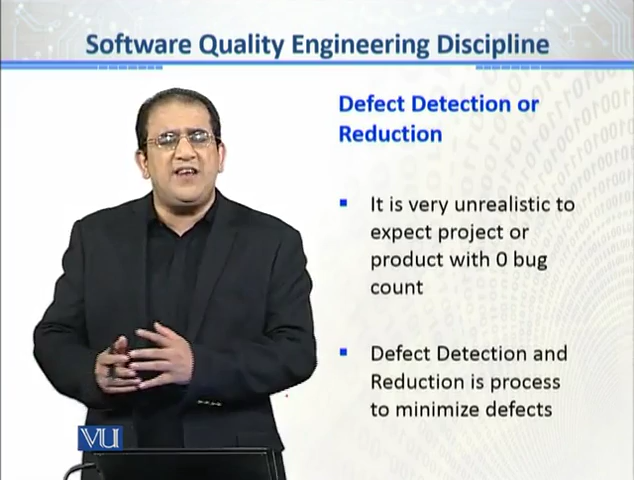 Software Quality Engineering Discipline
Defect Detection or
Reduction
▪ It is very unrealistic to
expect project or
product with 0 bug
count
▪ Defect Detection and
Reduction is process
to minimize defects
VU